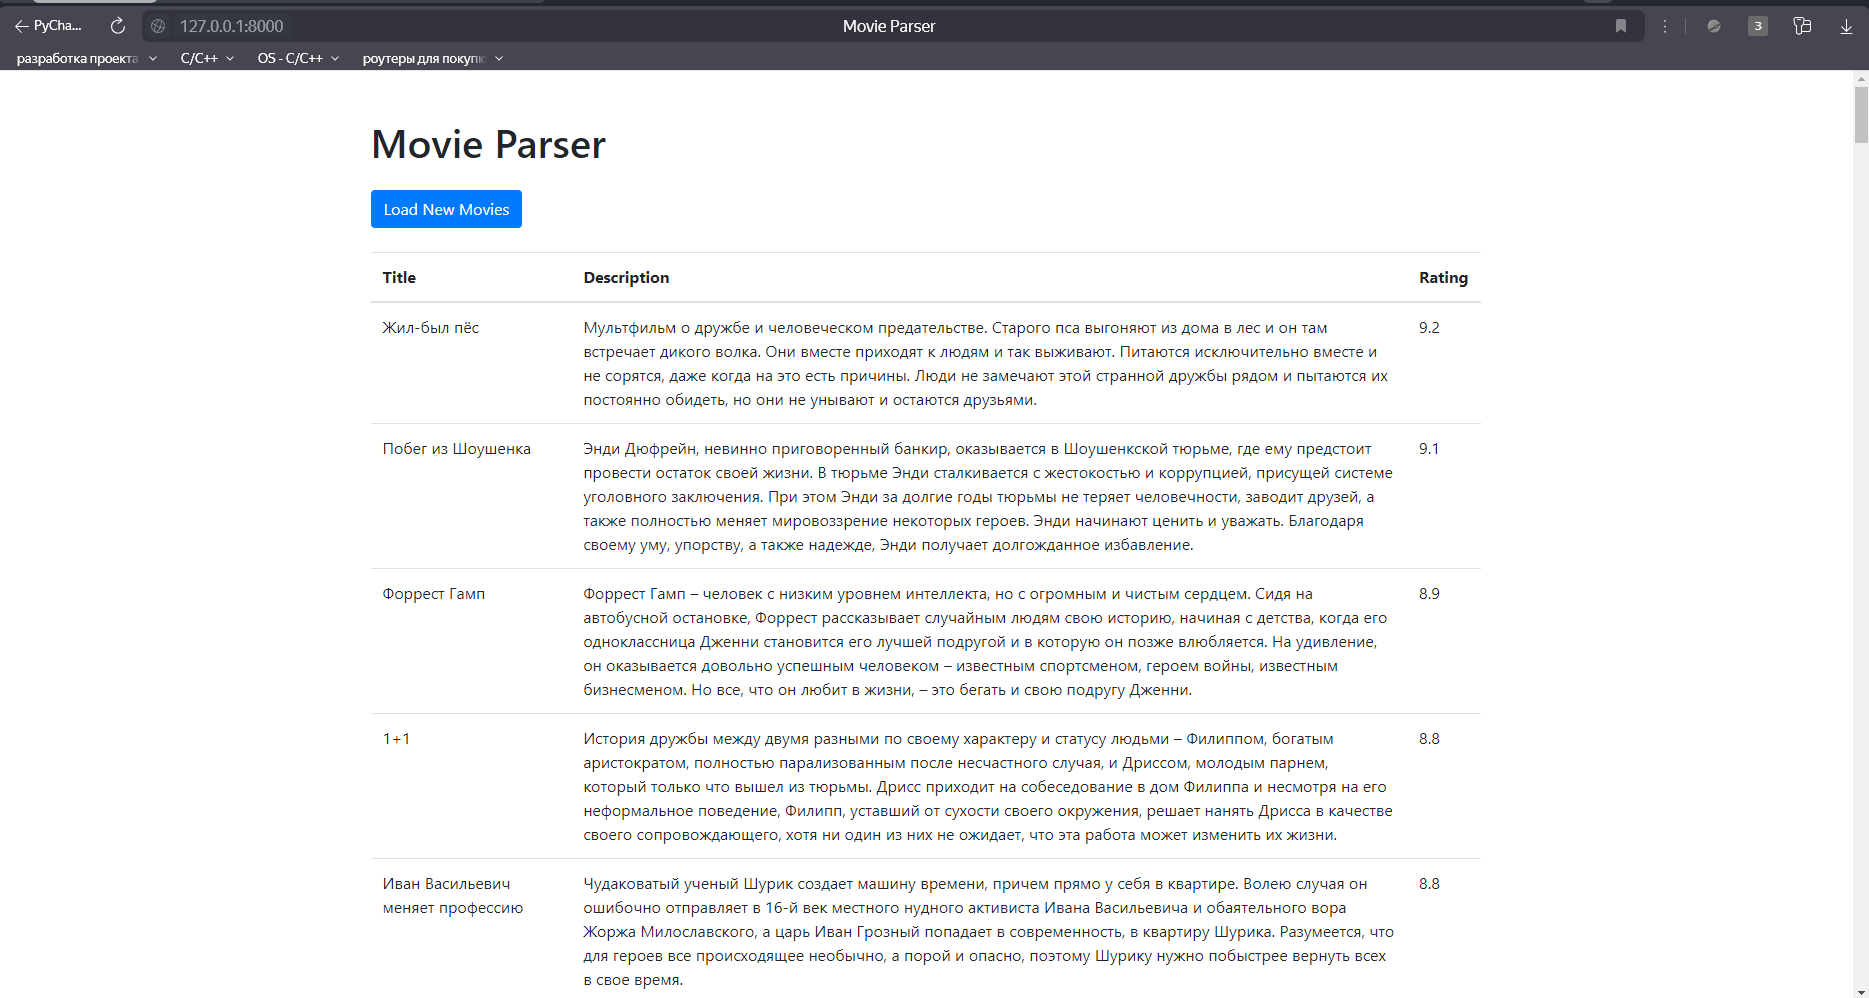 PyCha...
127.0.0.1:8000
Movie Parser
3
разработка проекта
C/C++
OS - C/C++
роутеры для покупк
Movie Parser
Load New Movies
Title Description Rating
Жил-был пёс
Мультфильм о дружбе и человеческом предательстве. Старого пса выгоняют из дома в лес и он там
встречает дикого волка. Они вместе приходят к людям и так выживают. Питаются исключительно вместе и
не сорятся, даже когда на это есть причины. Люди не замечают этой странной дружбы рядом и пытаются их
постоянно обидеть, но они не унывают и остаются друзьями.
9.2
Побег из Шоушенка
Энди Дюфрейн, невинно приговоренный банкир, оказывается в Шоушенкской тюрьме, где ему предстоит
провести остаток своей жизни. В тюрьме Энди сталкивается с жестокостью и коррупцией, присущей системе
уголовного заключения. При этом Энди за долгие годы тюрьмы не теряет человечности, заводит друзей, а
также полностью меняет мировоззрение некоторых героев. Энди начинают ценить и уважать. Благодаря
своему уму, упорству, а также надежде, Энди получает долгожданное избавление.
9.1
Форрест Гамп
Форрест Гамп – человек с низким уровнем интеллекта, но с огромным и чистым сердцем. Сидя на
автобусной остановке, Форрест рассказывает случайным людям свою историю, начиная с детства, когда его
одноклассница Дженни становится его лучшей подругой и в которую он позже влюбляется. На удивление,
он оказывается довольно успешным человеком – известным спортсменом, героем войны, известным
бизнесменом. Но все, что он любит в жизни, – это бегать и свою подругу Дженни.
8.9
1+1
История дружбы между двумя разными по своему характеру и статусу людьми – Филиппом, богатым
аристократом, полностью парализованным после несчастного случая, и Дриссом, молодым парнем,
который только что вышел из тюрьмы. Дрисс приходит на собеседование в дом Филиппа и несмотря на его
неформальное поведение, Филипп, уставший от сухости своего окружения, решает нанять Дрисса в качестве
своего сопровождающего, хотя ни один из них не ожидает, что эта работа может изменить их жизни.
8.8
Иван Васильевич
меняет профессию
Чудаковатый ученый Шурик создает машину времени, причем прямо у себя в квартире. Волею случая он
ошибочно отправляет в 16-й век местного нудного активиста Ивана Васильевича и обаятельного вора
Жоржа Милославского, а царь Иван Грозный попадает в современность, в квартиру Шурика. Разумеется, что
для героев все происходящее необычно, а порой и опасно, поэтому Шурику нужно побыстрее вернуть всех
в свое время.
8.8